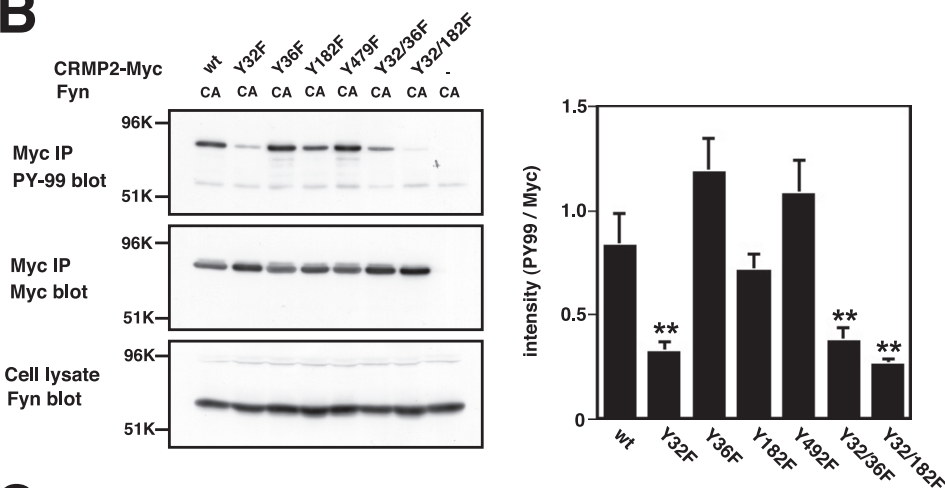 B
CRMP2-Myc wt Y32F Y36F Y182F Y479F Y32/36F Y32/182F -
Fyn CA CA CA CA CA CA CA CA
96K
Myc IP
PY-99 blot
51K
96K
Myc IP
Myc blot
51K
96K
Cell lysate
Fyn blot
51K
intensity (PY99 / Myc)
1.5
1.0
0.5
0
** ** **
wt Y32F Y36F Y182F Y492F Y32/36F Y32/182F